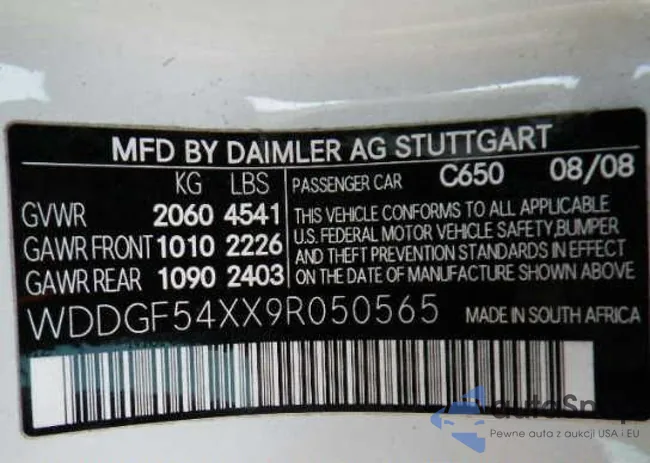 MFD BY DAIMLER AG STUTTGART
KG LBS
GVWR 2060 4541
GAWR FRONT 1010 2226
GAWR REAR 1090 2403
PASSENGER CAR C650 08/08
THIS VEHICLE CONFORMS TO ALL APPLICABLE
U.S. FEDERAL MOTOR VEHICLE SAFETY, BUMPER
AND THEFT PREVENTION STANDARDS IN EFFECT
ON THE DATE OF MANUFACTURE SHOWN ABOVE
WDDGF54XX9R050565 MADE IN SOUTH AFRICA
Pewne auta z aukcji USA i EU